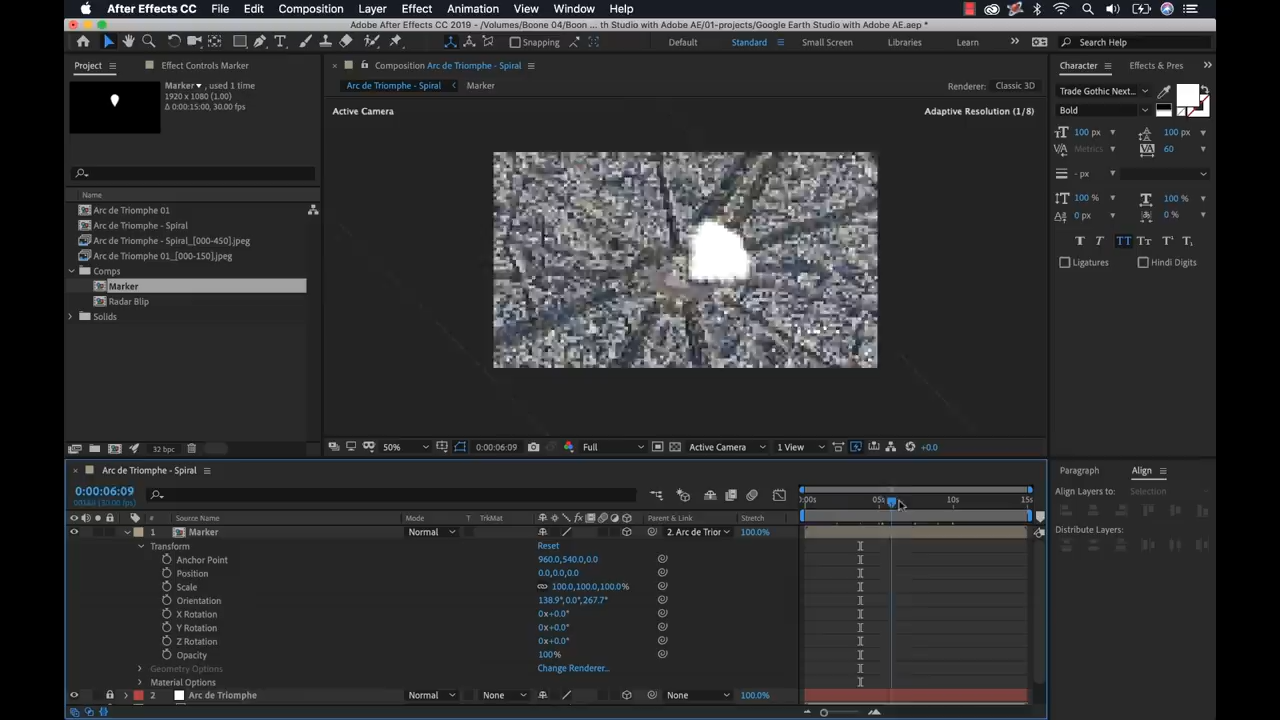 After Effects CC File Edit Composition Layer Effect Animation View Window Help
Adobe After Effects CC 2019 - /Volumes/Boone 04/Boon ... th Studio with Adobe AE/01-projects/Google Earth Studio with Adobe AE.aep *
Snapping Default Standard Small Screen Libraries Learn Search Help
Project Effect Controls Marker
Marker , used 1 time
1920 x 1080 (1.00)
Δ 0:00:15:00, 30.00 fps
Name
Arc de Triomphe 01
Arc de Triomphe - Spiral
Arc de Triomphe - Spiral_[000-450].jpeg
Arc de Triomphe 01_[000-150].jpeg
Comps
Marker
Radar Blip
Solids
32 bpc
Composition Arc de Triomphe - Spiral
Arc de Triomphe - Spiral Marker Renderer: Classic 3D
Active Camera Adaptive Resolution (1/8)
50% 0:00:06:09 Full Active Camera 1 View +0.0
Character Effects & Pres
Trade Gothic Next...
Bold
100 px 100 px
Metrics 60
- px
100 % 100 %
0 px 0 %
Ligatures Hindi Digits
Paragraph Align
Align Layers to: Selection
Distribute Layers:
Arc de Triomphe - Spiral
0:00:06:09
05s 10s 15s
# Source Name Mode TrkMat Parent & Link Stretch
1 Marker Normal 2. Arc de Trior 100.0%
Transform Reset
Anchor Point 960.0,540.0,0.0
Position 0.0,0.0,0.0
Scale 100.0,100.0,100.0%
Orientation 138.9°,0.0°,267.7°
X Rotation 0x+0.0°
Y Rotation 0x+0.0°
Z Rotation 0x+0.0°
Opacity 100%
Geometry Options Change Renderer...
Material Options
2 Arc de Triomphe Normal None None 100.0%